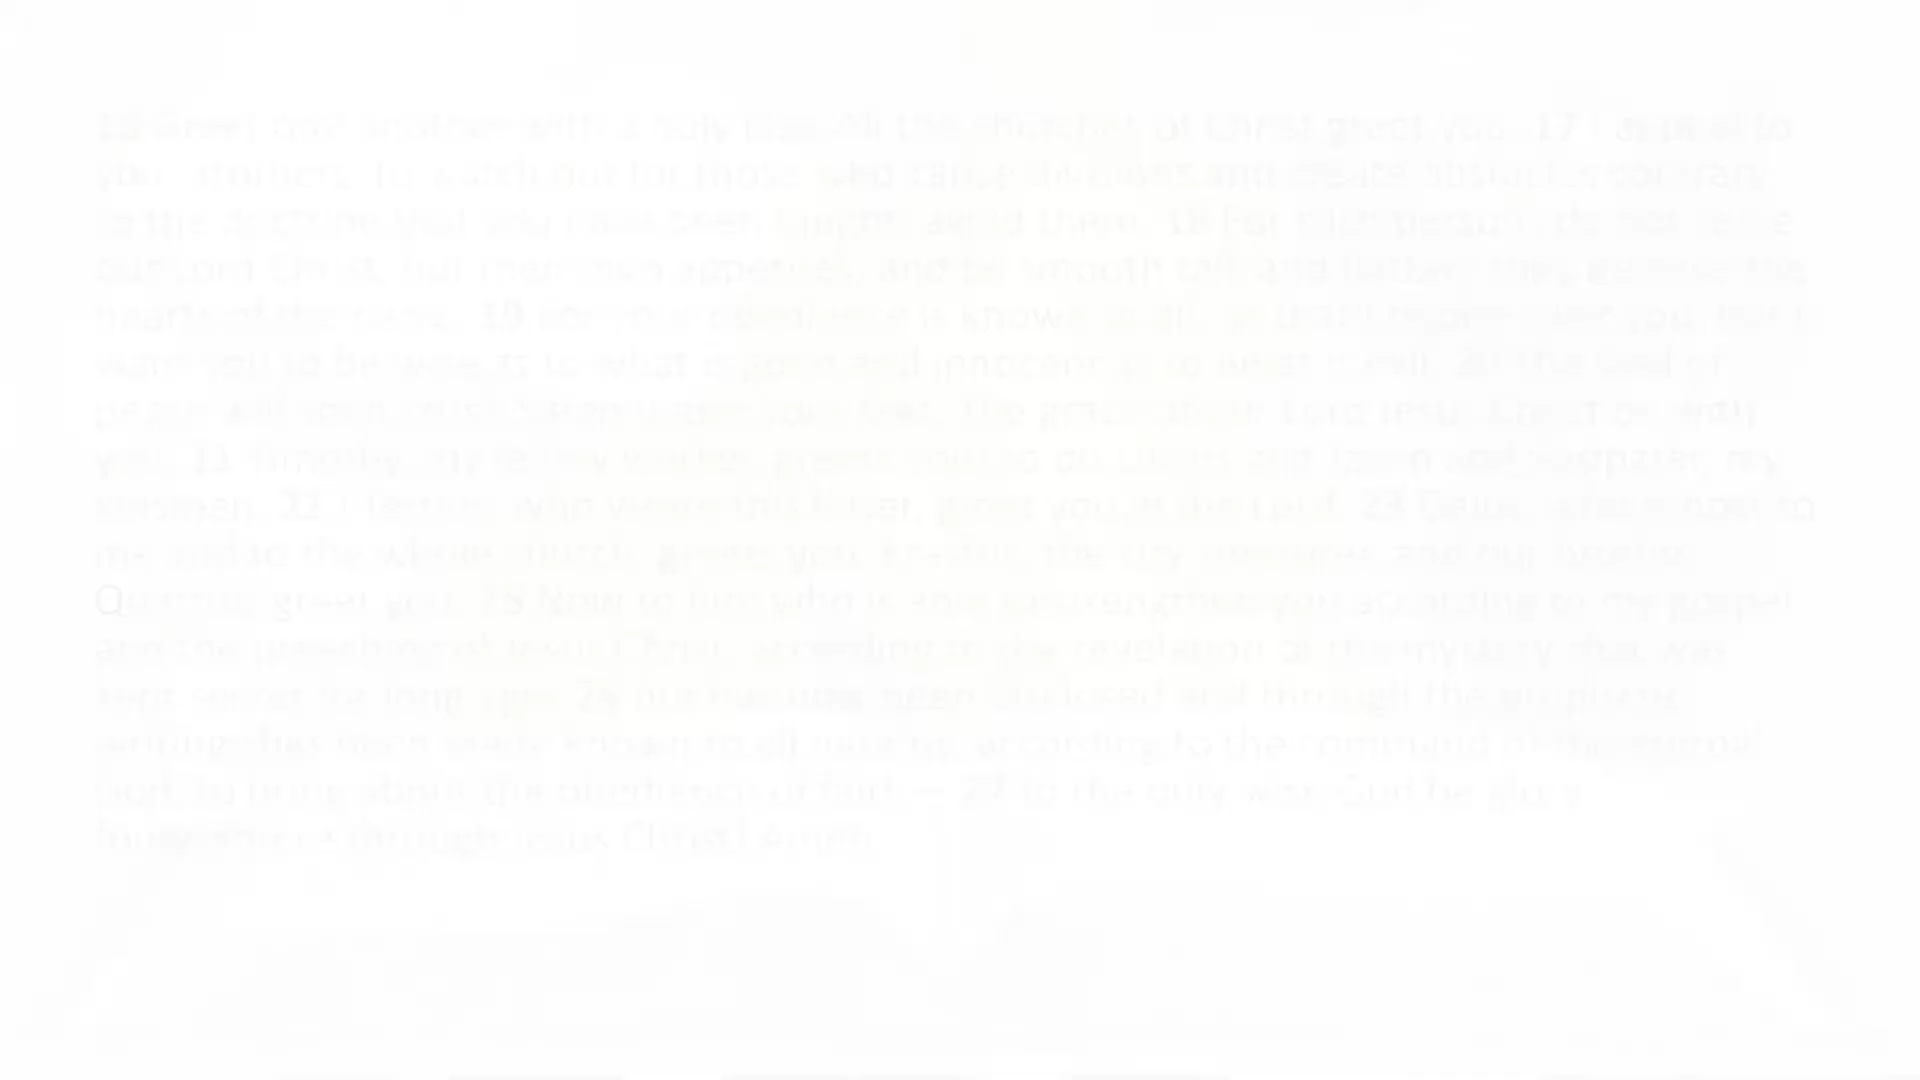 16 Greet one another with a holy kiss. All the churches of Christ greet you. 17 I appeal to
you, brothers, to watch out for those who cause divisions and create obstacles contrary
to the doctrine that you have been taught; avoid them. 18 For such persons do not serve
our Lord Christ, but their own appetites, and by smooth talk and flattery they deceive the
hearts of the naive. 19 For your obedience is known to all, so that I rejoice over you, but I
want you to be wise as to what is good and innocent as to what is evil. 20 The God of
peace will soon crush Satan under your feet. The grace of our Lord Jesus Christ be with
you. 21 Timothy, my fellow worker, greets you; so do Lucius and Jason and Sosipater, my
kinsmen. 22 I Tertius, who wrote this letter, greet you in the Lord. 23 Gaius, who is host to
me and to the whole church, greets you. Erastus, the city treasurer, and our brother
Quartus, greet you. 25 Now to him who is able to strengthen you according to my gospel
and the preaching of Jesus Christ, according to the revelation of the mystery that was
kept secret for long ages 26 but has now been disclosed and through the prophetic
writings has been made known to all nations, according to the command of the eternal
God, to bring about the obedience of faith — 27 to the only wise God be glory
forevermore through Jesus Christ! Amen.